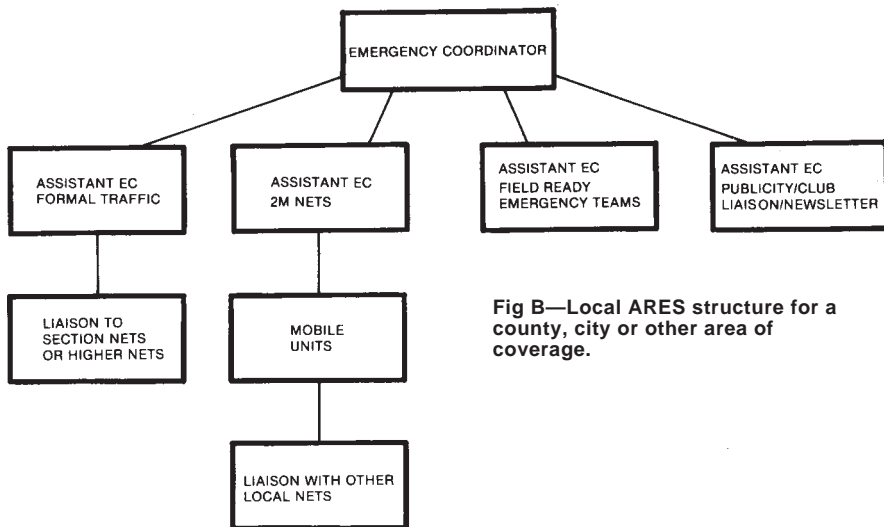 EMERGENCY COORDINATOR
ASSISTANT EC
FORMAL TRAFFIC
ASSISTANT EC
2M NETS
ASSISTANT EC
FIELD READY
EMERGENCY TEAMS
ASSISTANT EC
PUBLICITY/CLUB
LIAISON/NEWSLETTER
LIAISON TO
SECTION NETS
OR HIGHER NETS
MOBILE
UNITS
LIAISON WITH OTHER
LOCAL NETS
Fig B—Local ARES structure for a
county, city or other area of
coverage.